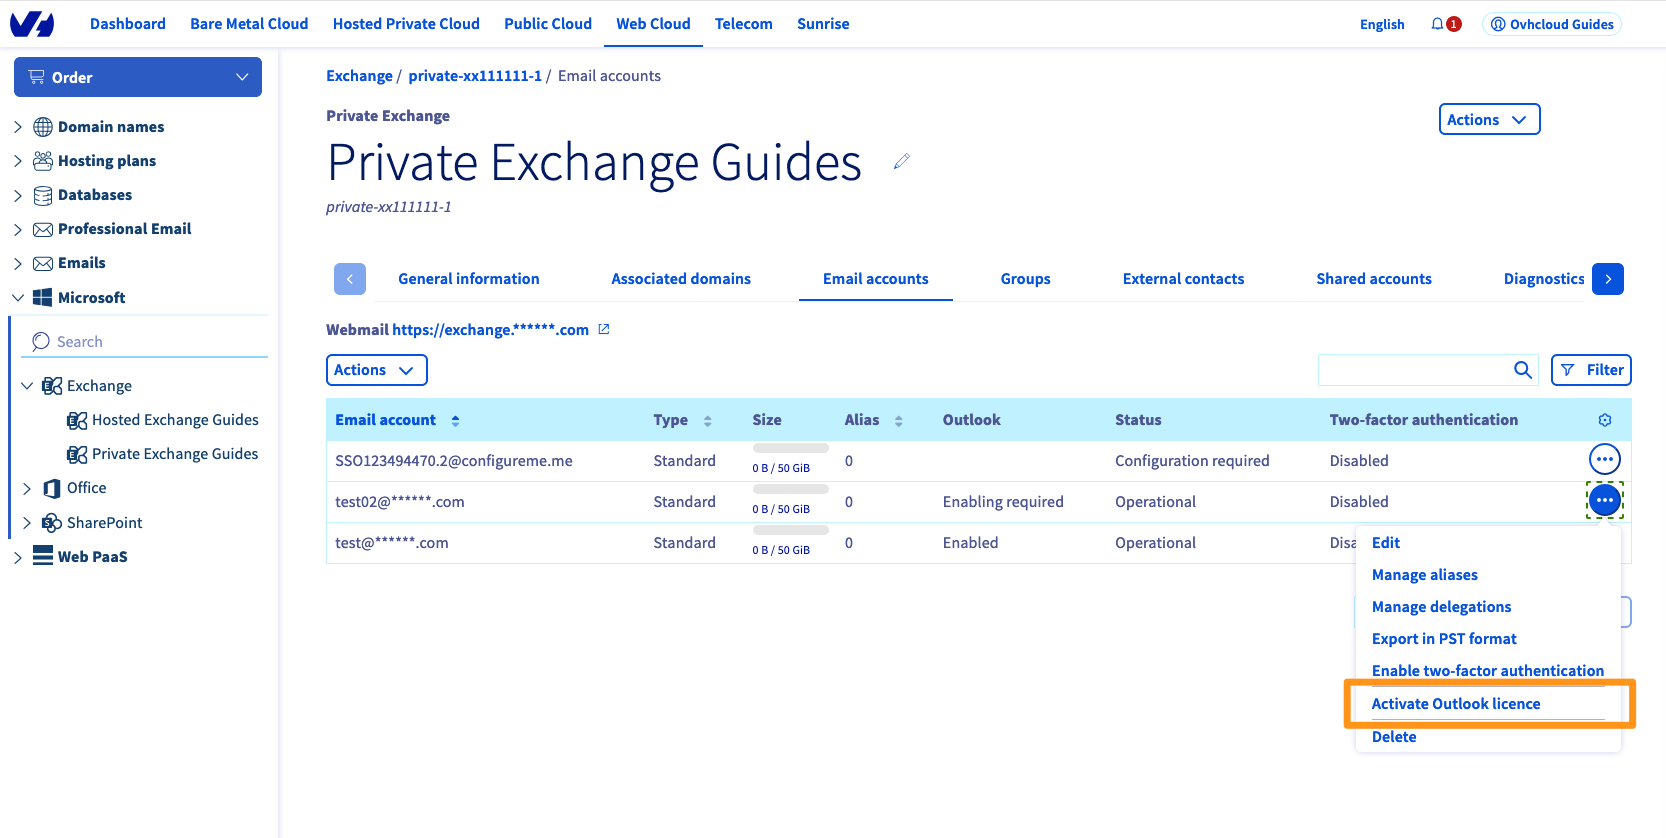 Dashboard Bare Metal Cloud Hosted Private Cloud Public Cloud Web Cloud Telecom Sunrise English 1 Ovhcloud Guides
Order
Domain names
Hosting plans
Databases
Professional Email
Emails
Microsoft
Search
Exchange
Hosted Exchange Guides
Private Exchange Guides
Office
SharePoint
Web PaaS
Exchange / private-xx111111-1 / Email accounts
Private Exchange
Actions
Private Exchange Guides
private-xx111111-1
General information Associated domains Email accounts Groups External contacts Shared accounts Diagnostics
Webmail https://exchange.******.com
Actions
Filter
Email account Type Size Alias Outlook Status Two-factor authentication
SSO123494470.2@configureme.me Standard 0 B / 50 GiB 0 Configuration required Disabled
test02@******.com Standard 0 B / 50 GiB 0 Enabling required Operational Disabled
test@******.com Standard 0 B / 50 GiB 0 Enabled Operational Disa
Edit
Manage aliases
Manage delegations
Export in PST format
Enable two-factor authentication
Activate Outlook licence
Delete